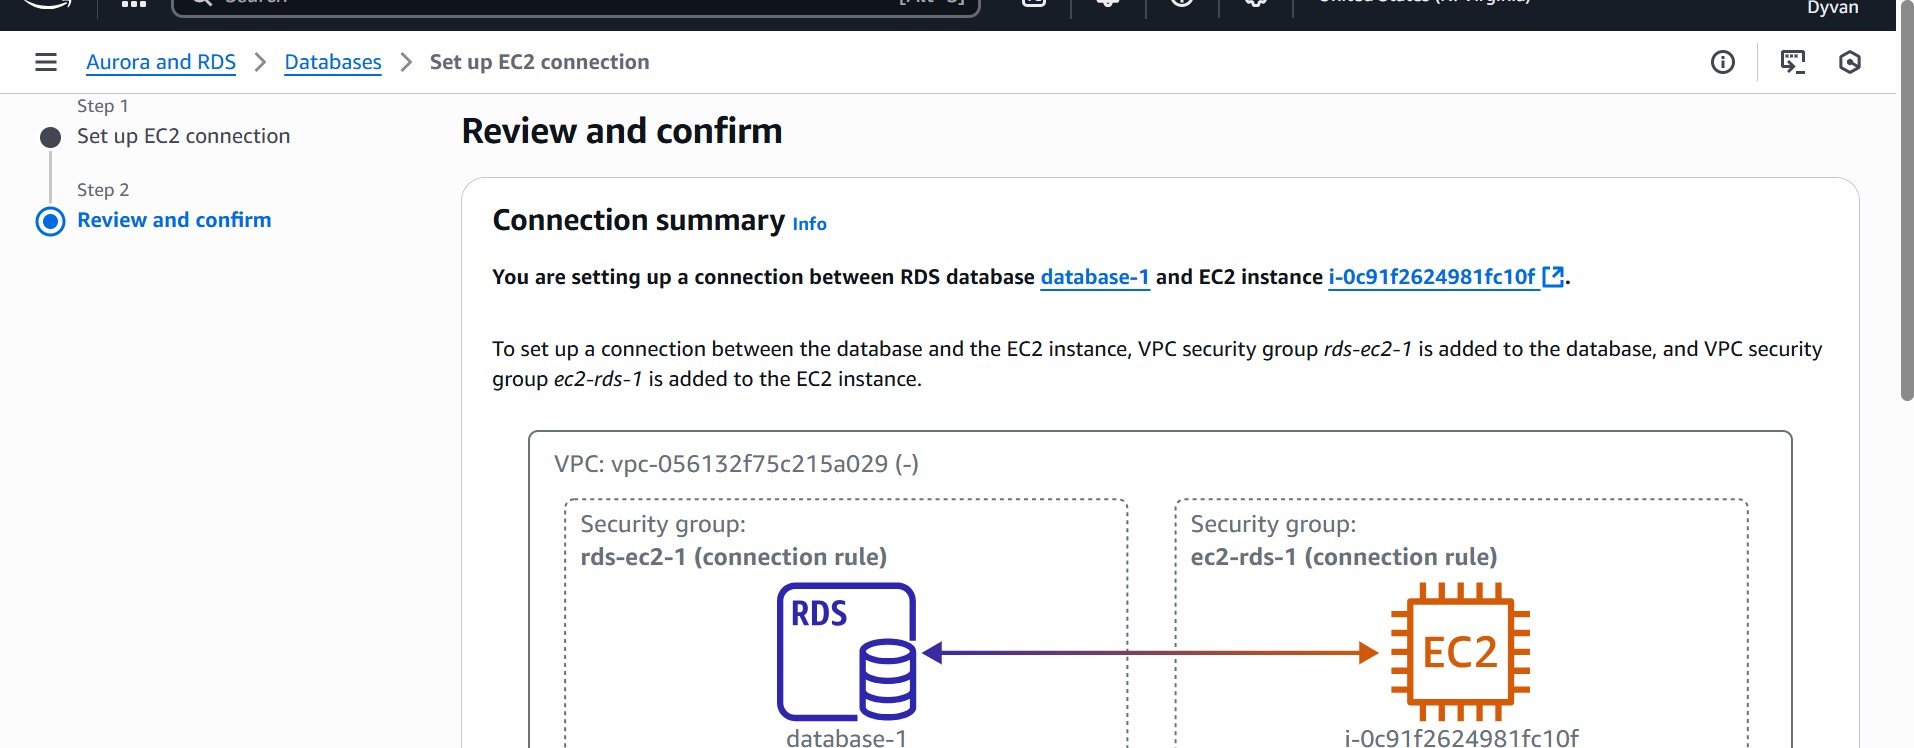 Search [Alt+S] United States (N. Virginia)
Dyvan
Aurora and RDS > Databases > Set up EC2 connection
Step 1
Set up EC2 connection
Step 2
Review and confirm
Review and confirm
Connection summary Info
You are setting up a connection between RDS database database-1 and EC2 instance i-0c91f2624981fc10f.
To set up a connection between the database and the EC2 instance, VPC security group rds-ec2-1 is added to the database, and VPC security
group ec2-rds-1 is added to the EC2 instance.
VPC: vpc-056132f75c215a029 (-)
Security group:
rds-ec2-1 (connection rule)
RDS
database-1
Security group:
ec2-rds-1 (connection rule)
EC2
i-0c91f2624981fc10f